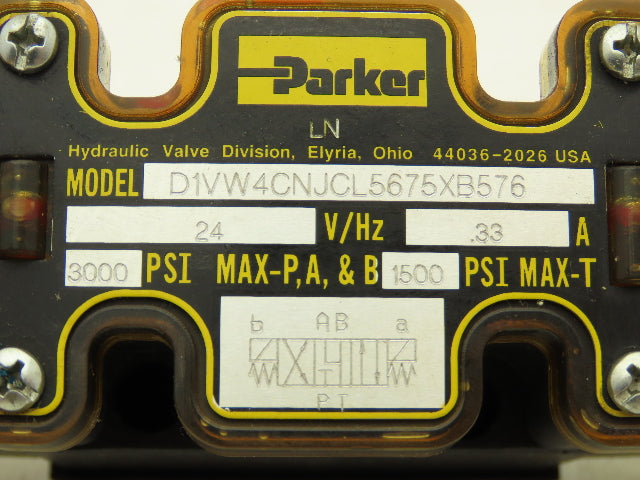 Parker
LN
Hydraulic Valve Division, Elyria, Ohio 44036-2026 USA
MODEL D1VW4CNJCL5675XB576
24 V/Hz .33 A
3000 PSI MAX-P,A, & B 1500 PSI MAX-T
b AB a
PT